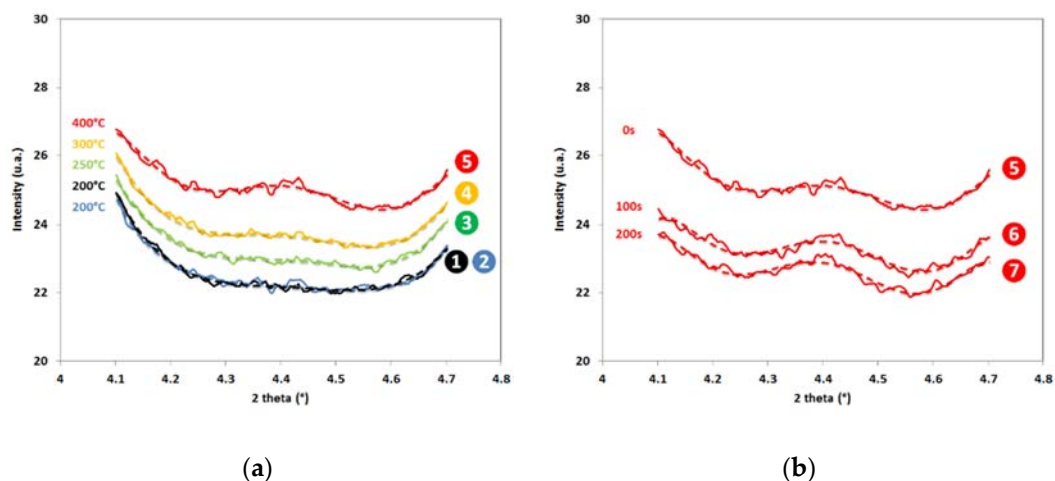 30
28
26
24
22
20
Intensity (u.a.)
400°C
300°C
250°C
200°C
200°C
5
4
3
1 2
4 4.1 4.2 4.3 4.4 4.5 4.6 4.7 4.8
2 theta (°)
(a)
30
28
26
24
22
20
Intensity (u.a.)
0s
100s
200s
5
6
7
4 4.1 4.2 4.3 4.4 4.5 4.6 4.7 4.8
2 theta (°)
(b)